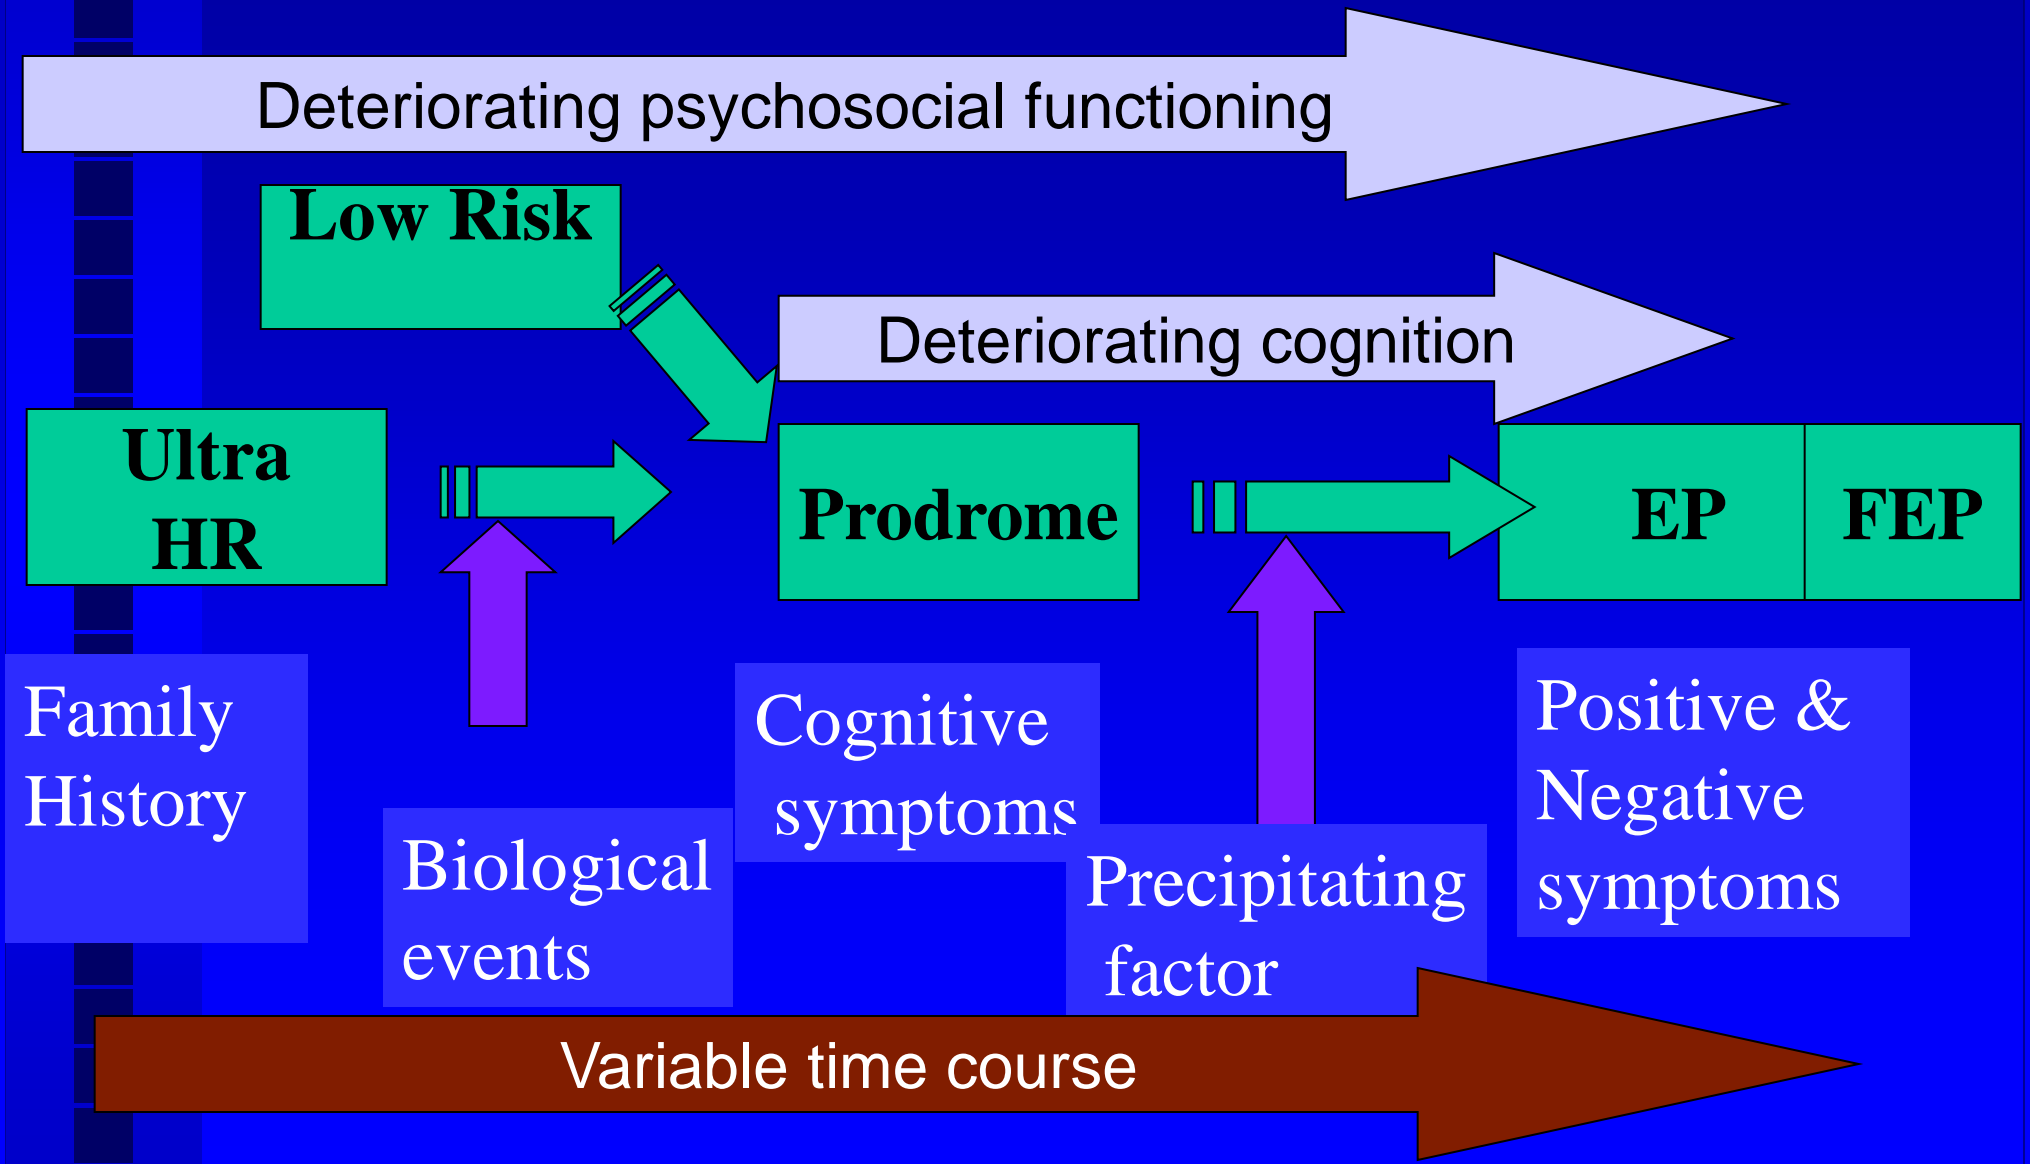 Deteriorating psychosocial functioning
Low Risk
Deteriorating cognition
Ultra
HR
Prodrome
EP
FEP
Family
History
Biological
events
Cognitive
symptoms
Precipitating
factor
Positive &
Negative
symptoms
Variable time course